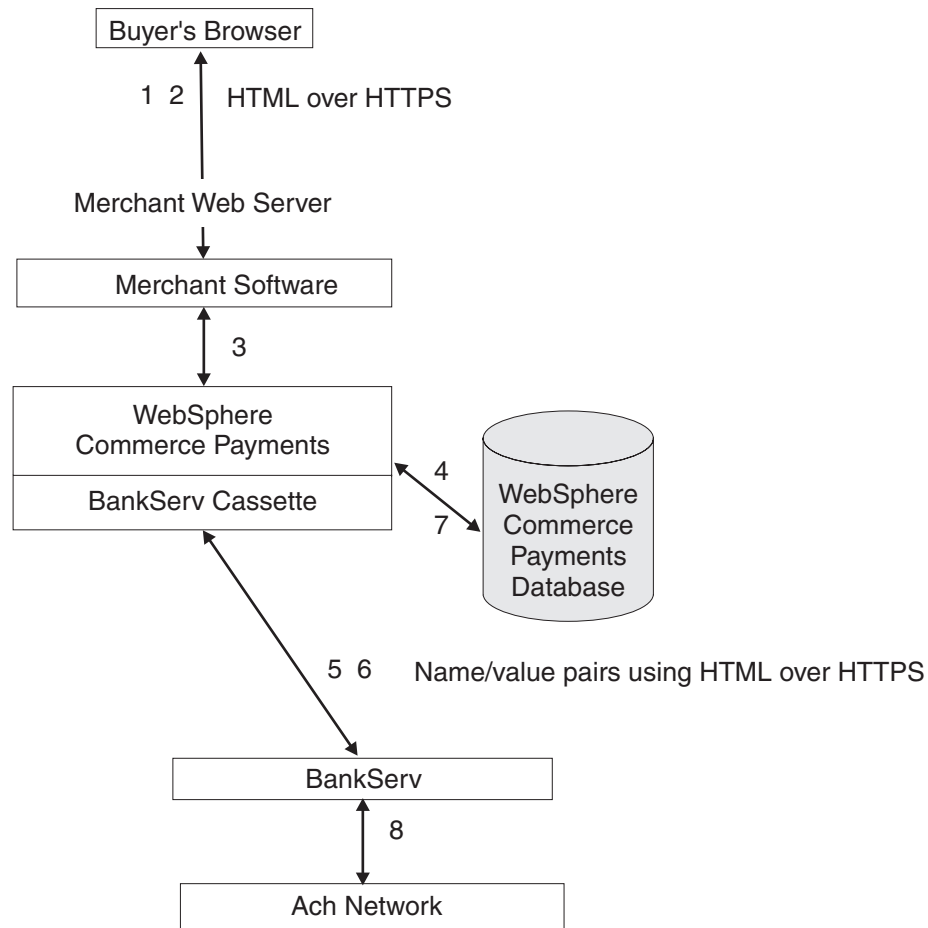 Buyer's Browser
1 2 HTML over HTTPS
Merchant Web Server
Merchant Software
3
WebSphere
Commerce Payments
BankServ Cassette
4
7
WebSphere
Commerce
Payments
Database
5 6 Name/value pairs using HTML over HTTPS
BankServ
8
Ach Network